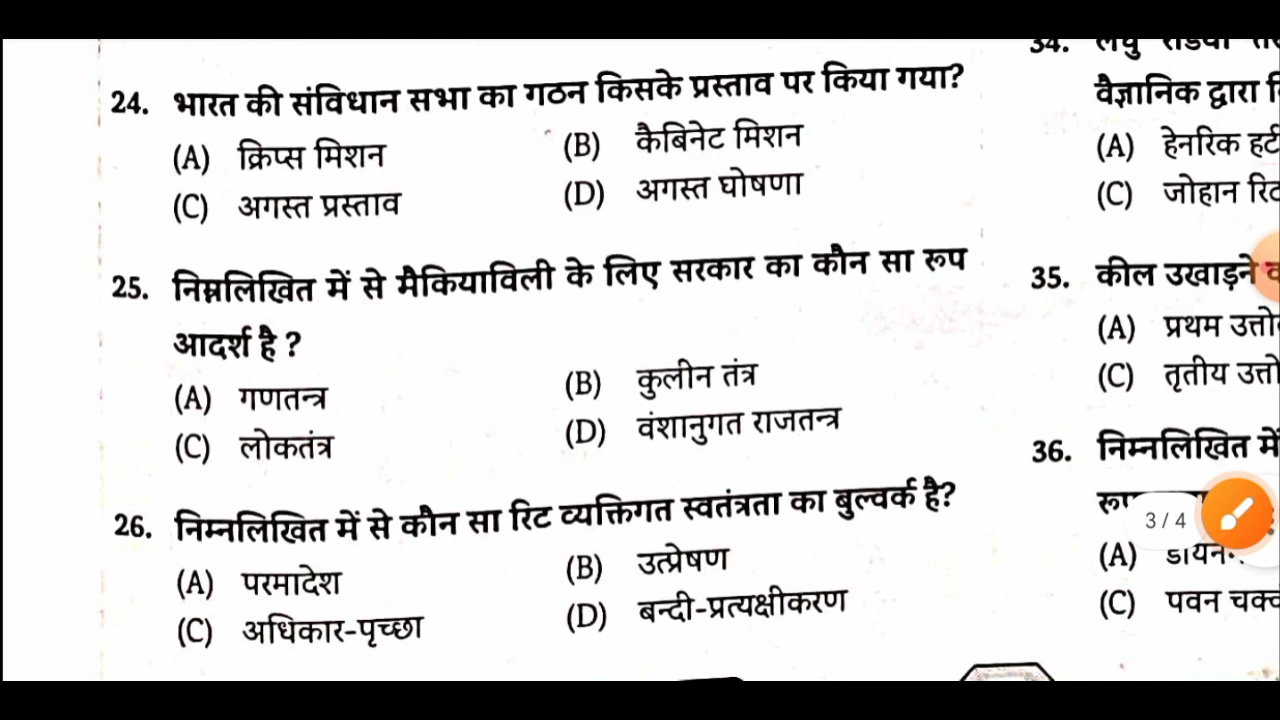 24. भारत की संविधान सभा का गठन किसके प्रस्ताव पर किया गया?
(A) क्रिप्स मिशन (B) कैबिनेट मिशन
(C) अगस्त प्रस्ताव (D) अगस्त घोषणा
25. निम्नलिखित में से मैकियाविली के लिए सरकार का कौन सा रूप
आदर्श है ?
(A) गणतन्त्र (B) कुलीन तंत्र
(C) लोकतंत्र (D) वंशानुगत राजतन्त्र
26. निम्नलिखित में से कौन सा रिट व्यक्तिगत स्वतंत्रता का बुल्वर्क है?
(A) परमादेश (B) उत्प्रेषण
(C) अधिकार-पृच्छा (D) बन्दी-प्रत्यक्षीकरण
34. लघु
वैज्ञानिक द्वारा
(A) हेनरिक
(C) जोहान
35. कील उखाड़ने
(A) प्रथम
(C) तृतीय
36. निम्नलिखित में
(A)
(C) पवन
3 / 4